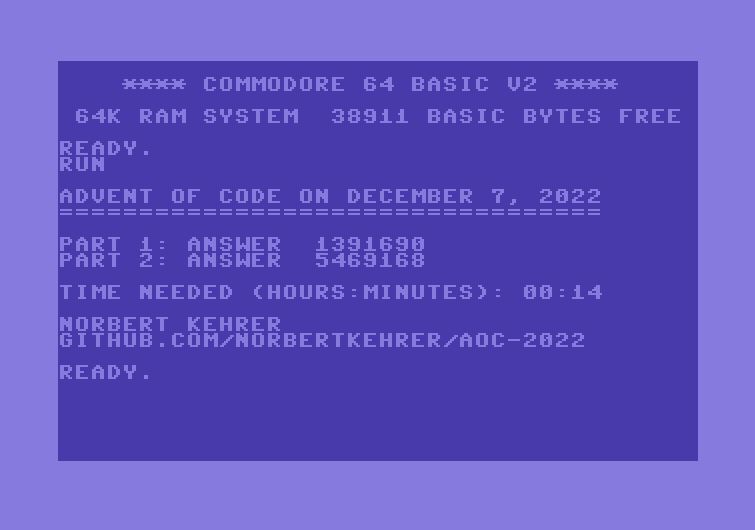 **** COMMODORE 64 BASIC V2 ****
64K RAM SYSTEM  38911 BASIC BYTES FREE
READY.
RUN
ADVENT OF CODE ON DECEMBER 7, 2022
==================================
PART 1: ANSWER  1391690
PART 2: ANSWER  5469168
TIME NEEDED (HOURS:MINUTES): 00:14
NORBERT KEHRER
GITHUB.COM/NORBERTKEHRER/AOC-2022
READY.